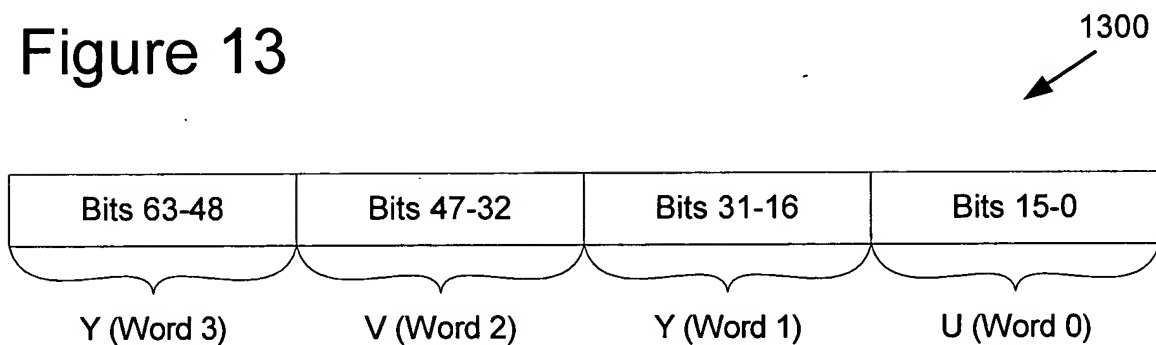 Figure 13
1300
Bits 63-48 Bits 47-32 Bits 31-16 Bits 15-0
Y (Word 3) V (Word 2) Y (Word 1) U (Word 0)